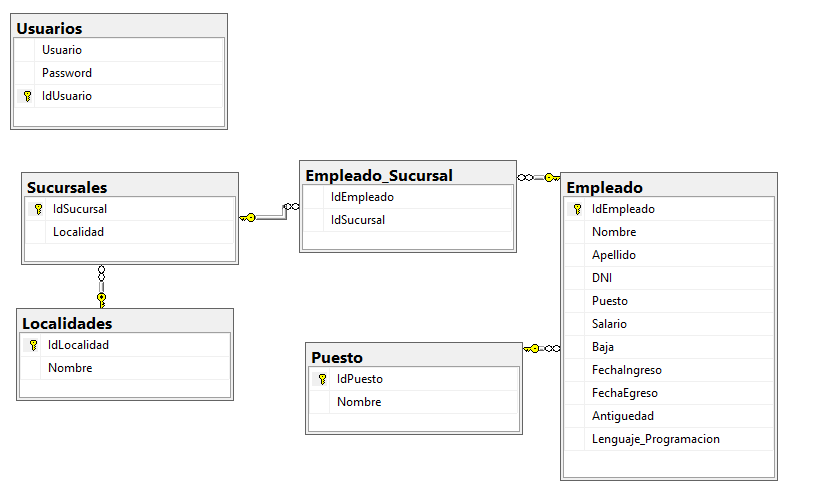 Usuarios
Usuario
Password
IdUsuario
Sucursales
IdSucursal
Localidad
Empleado_Sucursal
IdEmpleado
IdSucursal
Empleado
IdEmpleado
Nombre
Apellido
DNI
Puesto
Salario
Baja
FechaIngreso
FechaEgreso
Antiguedad
Lenguaje_Programacion
Localidades
IdLocalidad
Nombre
Puesto
IdPuesto
Nombre